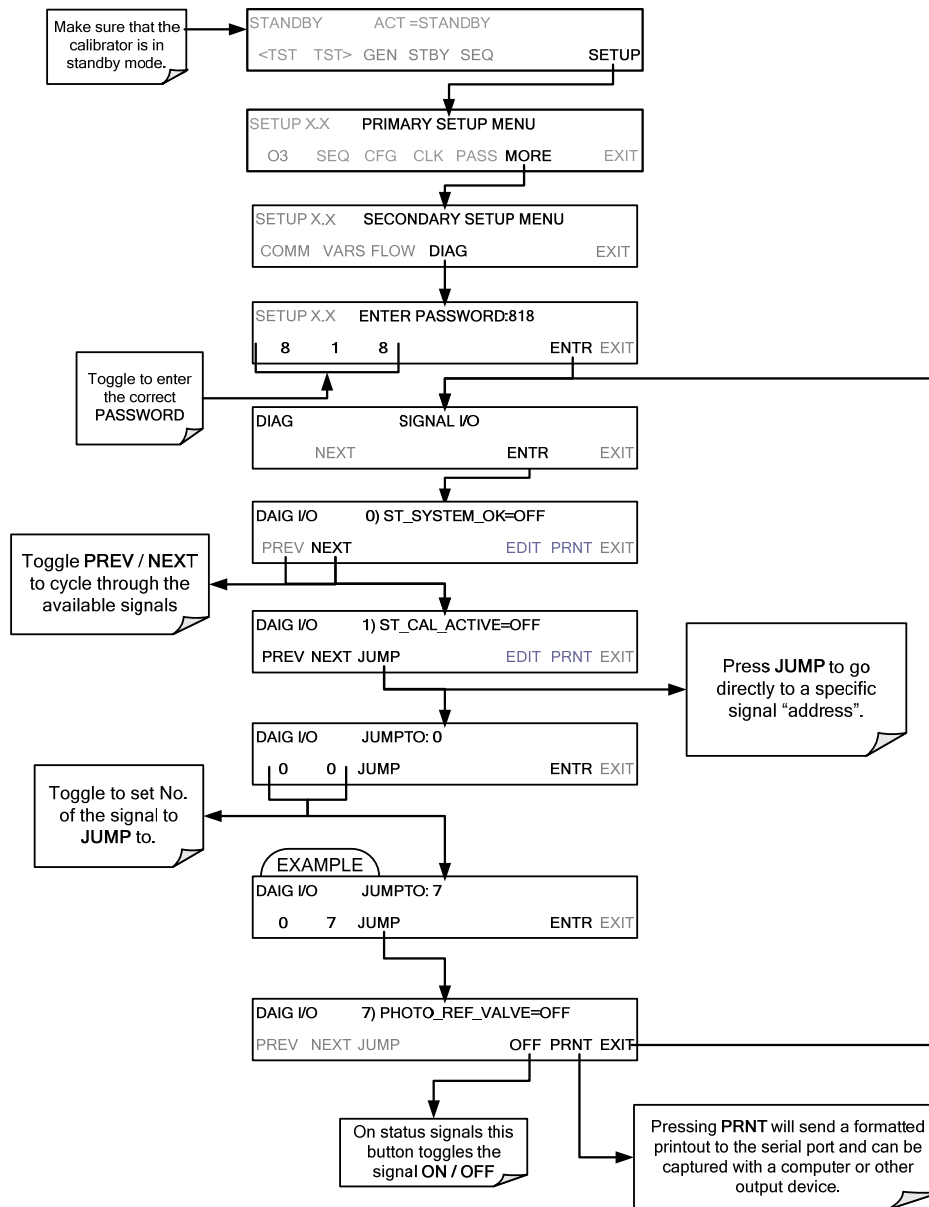 Make sure that the
calibrator is in
standby mode.
STANDBY ACT =STANDBY
<TST TST> GEN STBY SEQ SETUP
SETUP X.X PRIMARY SETUP MENU
O3 SEQ CFG CLK PASS MORE EXIT
SETUP X.X SECONDARY SETUP MENU
COMM VARS FLOW DIAG EXIT
SETUP X.X ENTER PASSWORD:818
8 1 8 ENTR EXIT
Toggle to enter
the correct
PASSWORD
DIAG SIGNAL I/O
NEXT ENTR EXIT
DAIG I/O 0) ST_SYSTEM_OK=OFF
PREV NEXT EDIT PRNT EXIT
Toggle PREV / NEXT
to cycle through the
available signals
DAIG I/O 1) ST_CAL_ACTIVE=OFF
PREV NEXT JUMP EDIT PRNT EXIT
Press JUMP to go
directly to a specific
signal “address”.
DAIG I/O JUMPTO: 0
0 0 JUMP ENTR EXIT
Toggle to set No.
of the signal to
JUMP to.
EXAMPLE
DAIG I/O JUMPTO: 7
0 7 JUMP ENTR EXIT
DAIG I/O 7) PHOTO_REF_VALVE=OFF
PREV NEXT JUMP OFF PRNT EXIT
On status signals this
button toggles the
signal ON / OFF
Pressing PRNT will send a formatted
printout to the serial port and can be
captured with a computer or other
output device.